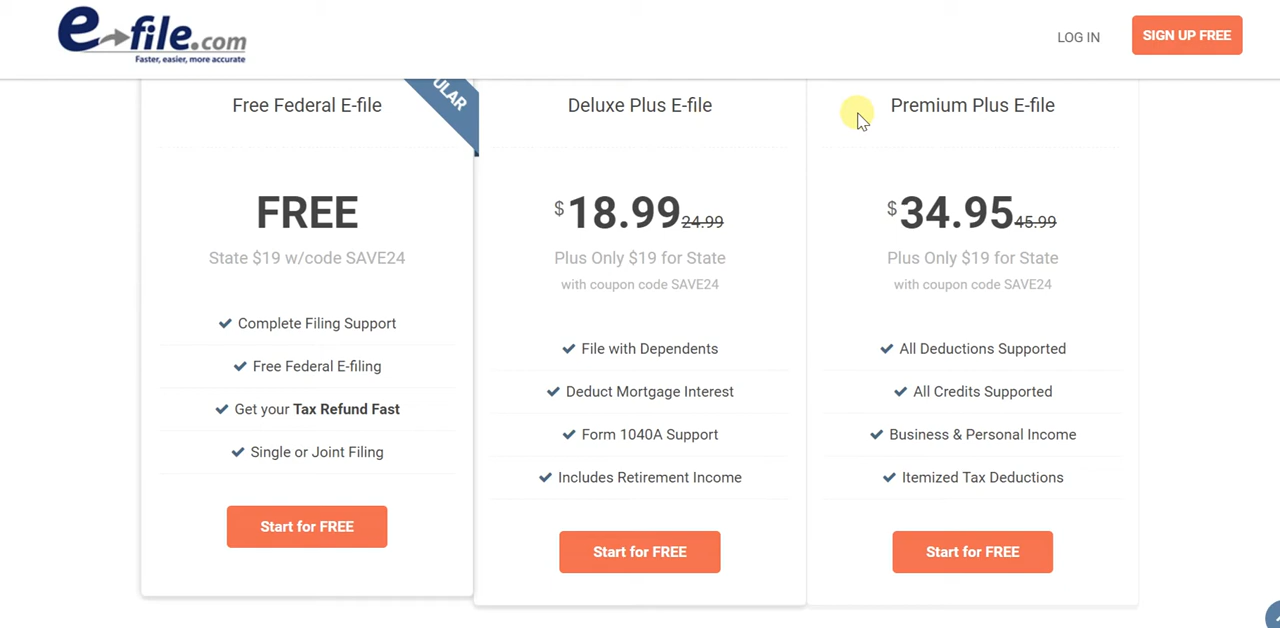 e-file.com
Faster, easier, more accurate
LOG IN
SIGN UP FREE
Free Federal E-file
FREE
State $19 w/code SAVE24
Complete Filing Support
Free Federal E-filing
Get your Tax Refund Fast
Single or Joint Filing
Start for FREE
Deluxe Plus E-file
$18.99 24.99
Plus Only $19 for State
with coupon code SAVE24
File with Dependents
Deduct Mortgage Interest
Form 1040A Support
Includes Retirement Income
Start for FREE
Premium Plus E-file
$34.95 45.99
Plus Only $19 for State
with coupon code SAVE24
All Deductions Supported
All Credits Supported
Business & Personal Income
Itemized Tax Deductions
Start for FREE